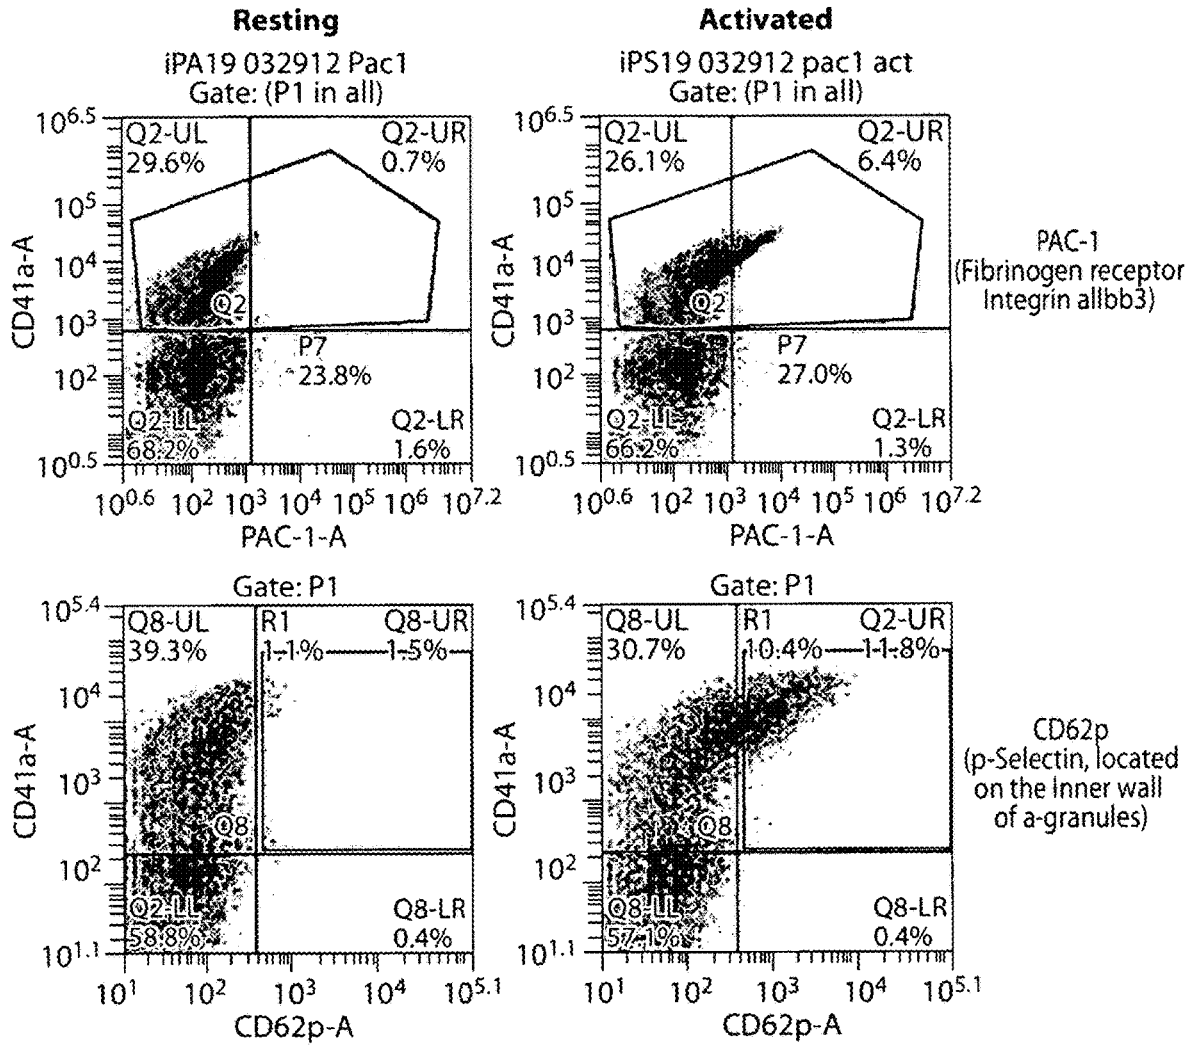 Resting
Activated
iPA19 032912 Pac1
Gate: (P1 in all)
iPS19 032912 pac1 act
Gate: (P1 in all)
10^6.5
10^5
10^4
10^3
10^2
10^0.5
CD41a-A
Q2-UL
29.6%
Q2-UR
0.7%
Q2
P7
23.8%
Q2-LL
68.2%
Q2-LR
1.6%
10^0.6 10^2 10^3 10^4 10^5 10^6 10^7.2
PAC-1-A
10^6.5
10^5
10^4
10^3
10^2
10^0.5
CD41a-A
Q2-UL
26.1%
Q2-UR
6.4%
Q2
P7
27.0%
Q2-LL
66.2%
Q2-LR
1.3%
10^0.6 10^2 10^3 10^4 10^5 10^6 10^7.2
PAC-1-A
PAC-1
(Fibrinogen receptor
Integrin allbb3)
Gate: P1
10^5.4
10^4
10^3
10^2
10^1.1
CD41a-A
Q8-UL
39.3%
R1
1.1%
Q8-UR
1.5%
Q8
Q2-LL
58.8%
Q8-LR
0.4%
10^1 10^2 10^3 10^4 10^5.1
CD62p-A
Gate: P1
10^5.4
10^4
10^3
10^2
10^1.1
CD41a-A
Q8-UL
30.7%
R1
10.4%
Q2-UR
11.8%
Q8
Q8-LL
57.1%
Q8-LR
0.4%
10^1 10^2 10^3 10^4 10^5.1
CD62p-A
CD62p
(p-Selectin, located
on the Inner wall
of a-granules)